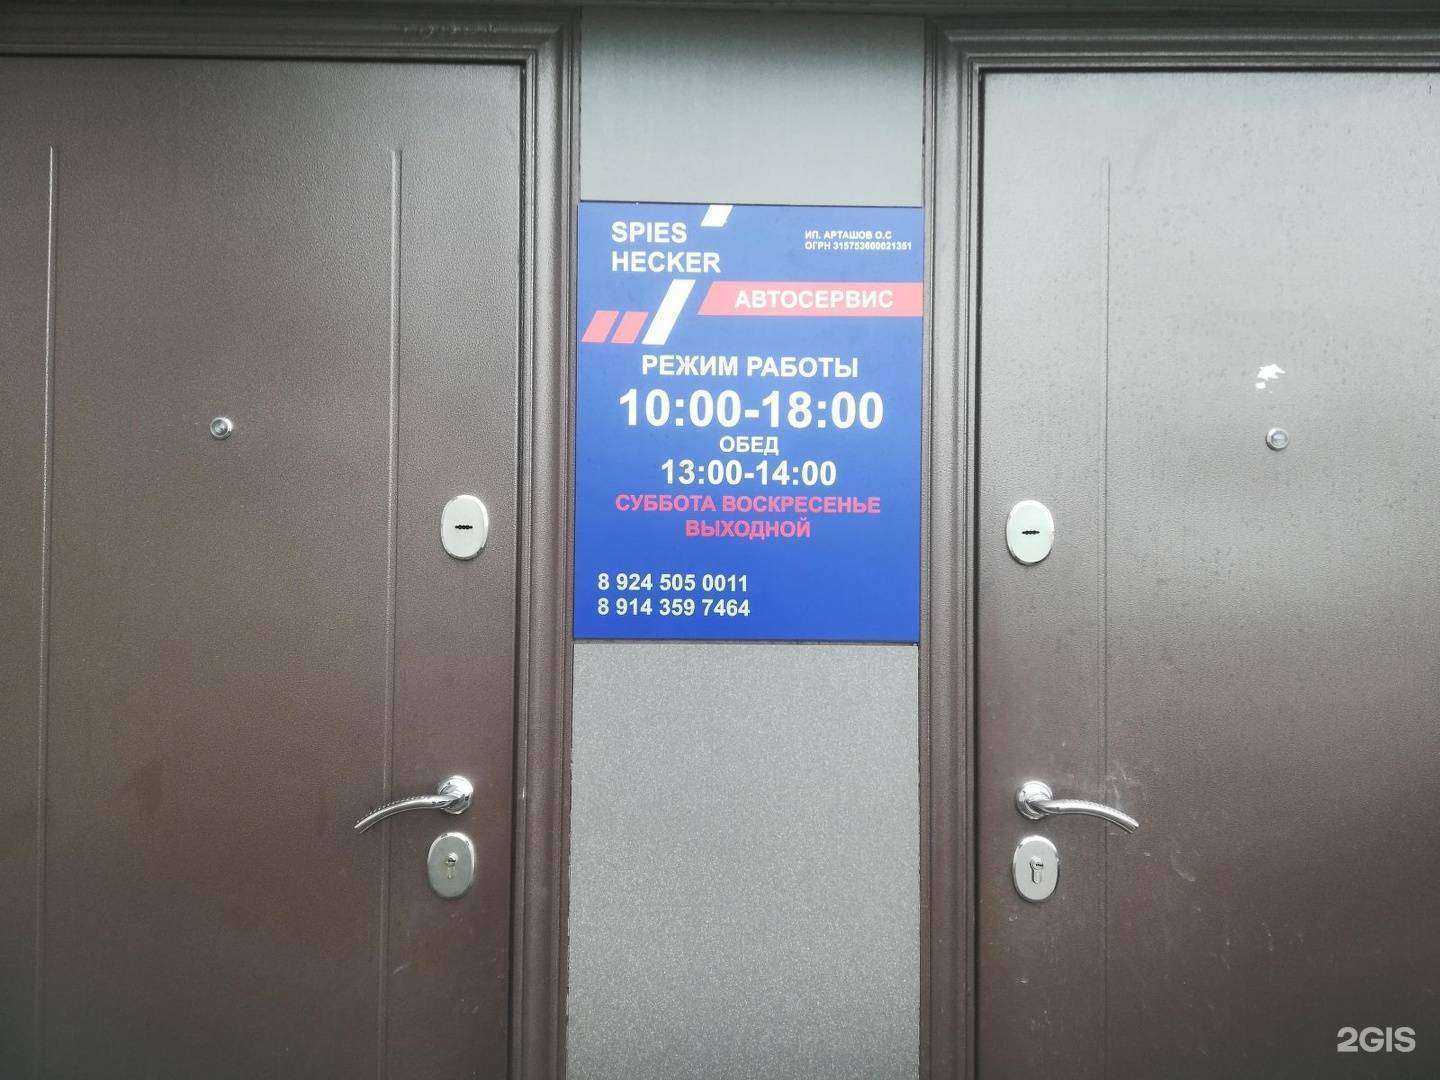 SPIES
HECKER
ИП. АРТАШОВ О.С
ОГРН 315753600021351
АВТОСЕРВИС
РЕЖИМ РАБОТЫ
10:00-18:00
ОБЕД
13:00-14:00
СУББОТА ВОСКРЕСЕНЬЕ
ВЫХОДНОЙ
8 924 505 0011
8 914 359 7464
2GIS